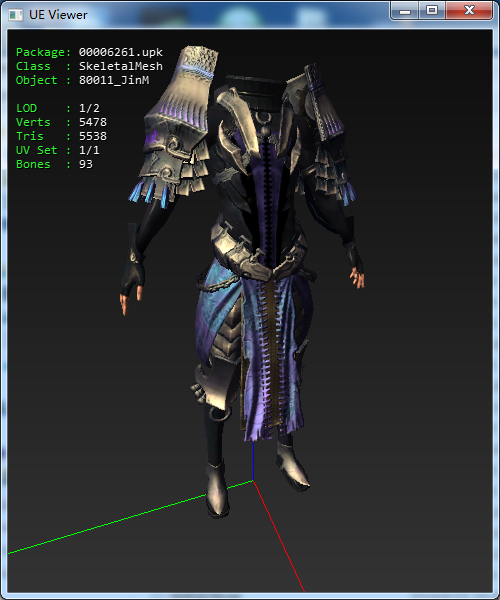 UE Viewer
Package: 00006261.upk
Class : SkeletalMesh
Object : 80011_JinM
LOD : 1/2
Verts : 5478
Tris : 5538
UV Set : 1/1
Bones : 93